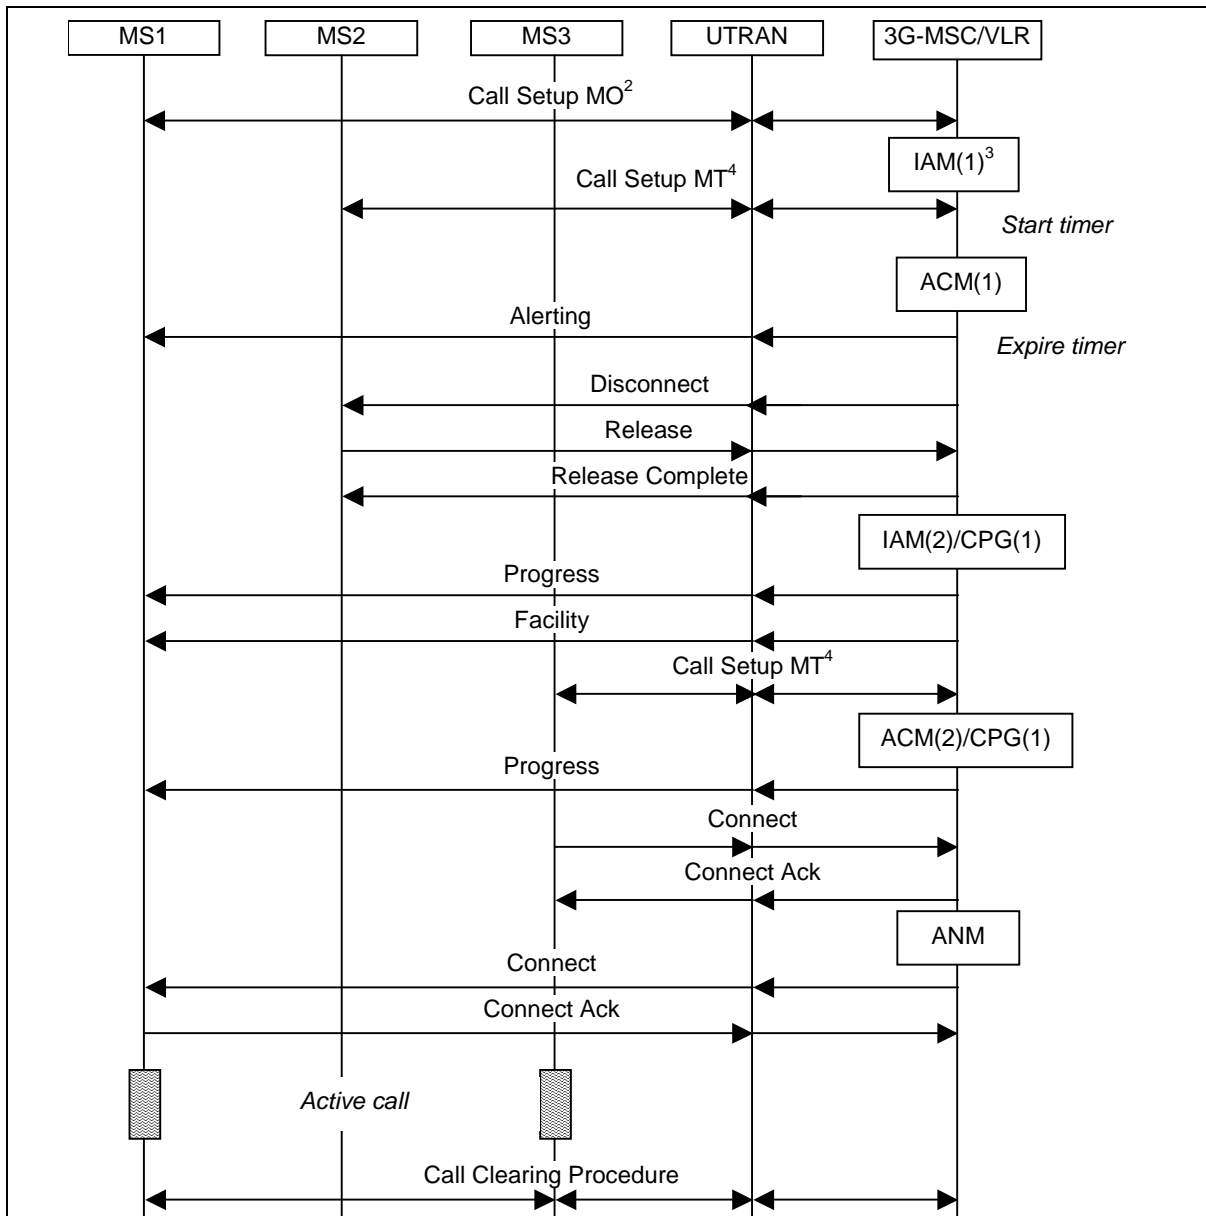 MS1 MS2 MS3 UTRAN 3G-MSC/VLR
Call Setup MO²
IAM(1)³
Call Setup MT⁴
Start timer
ACM(1)
Alerting
Expire timer
Disconnect
Release
Release Complete
IAM(2)/CPG(1)
Progress
Facility
Call Setup MT⁴
ACM(2)/CPG(1)
Progress
Connect
Connect Ack
ANM
Connect
Connect Ack
Active call
Call Clearing Procedure